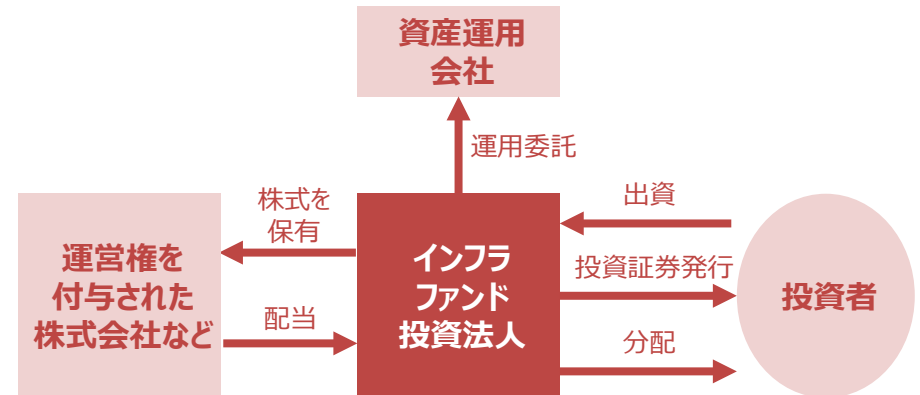 資産運用
会社
運用委託
株式を
保有
出資
運営権を
付与された
株式会社など
インフラ
ファンド
投資法人
投資証券発行
投資者
配当
分配